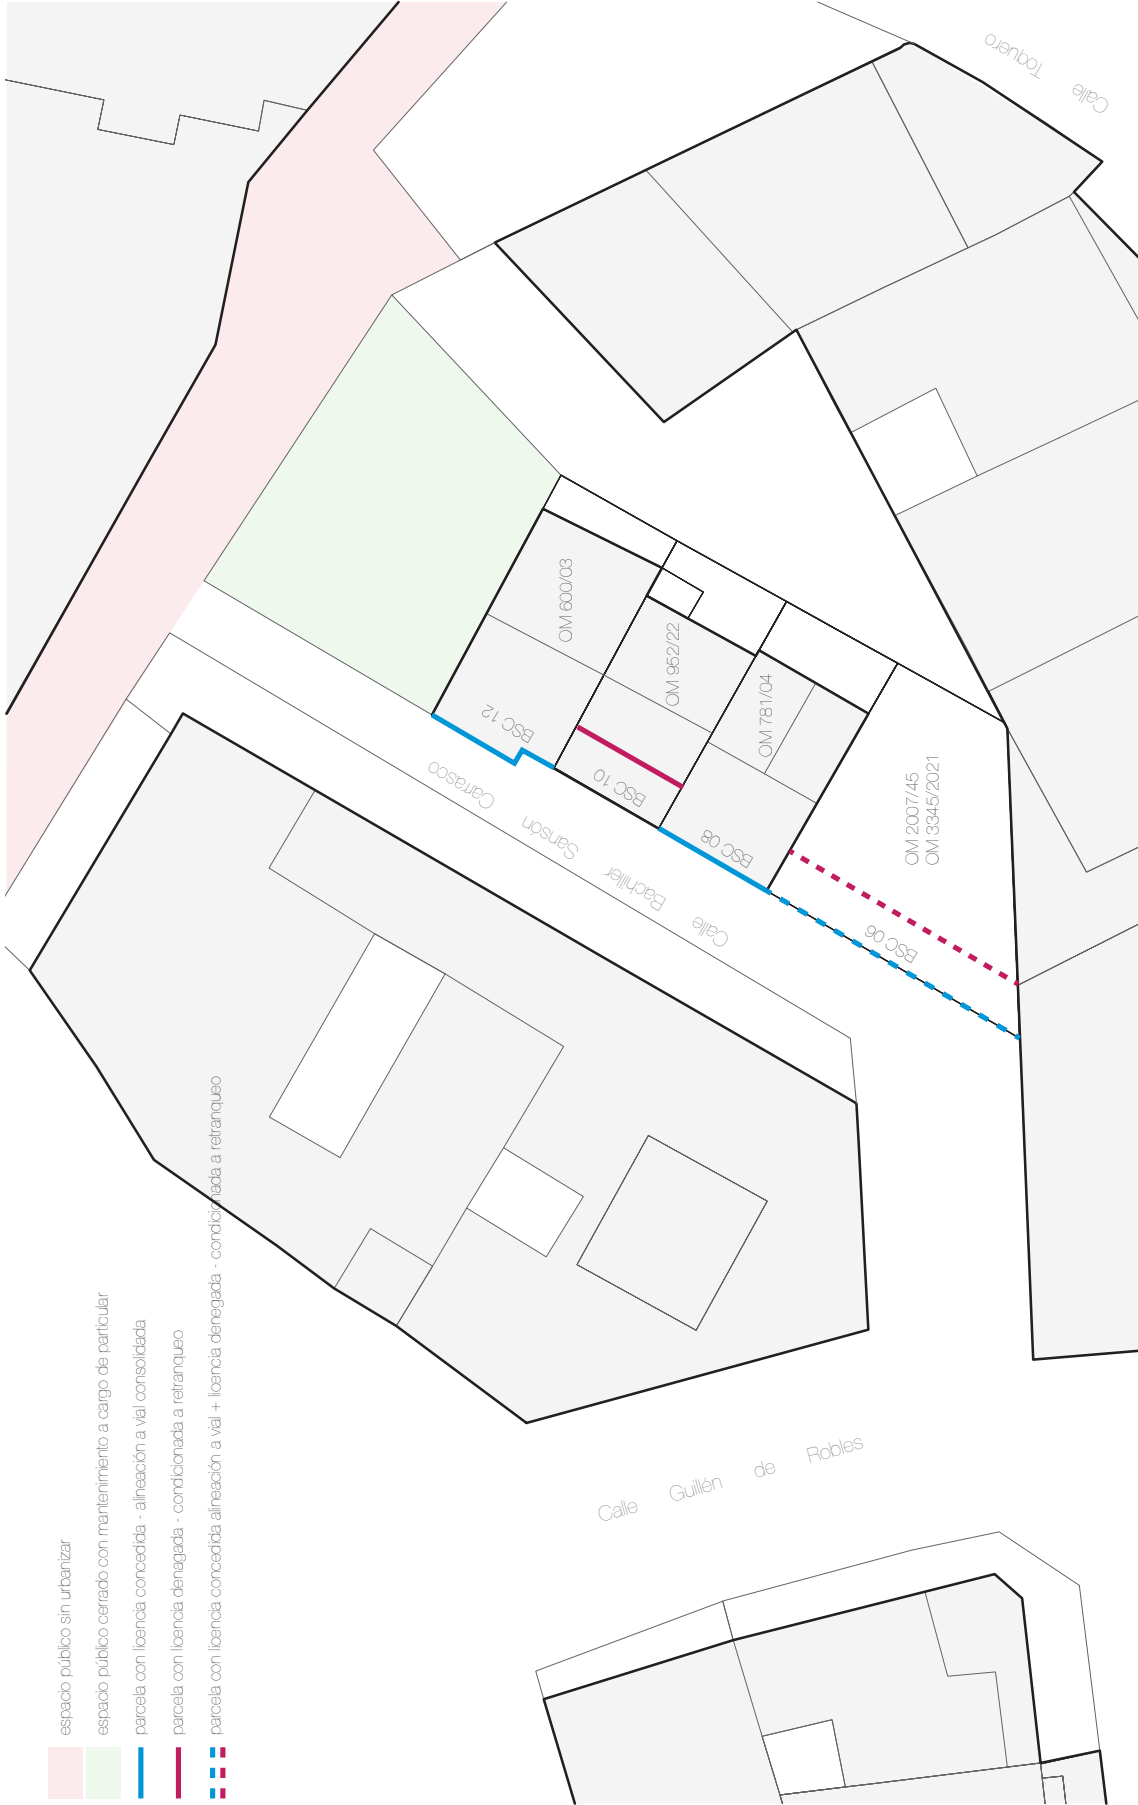 Calle Toquero
OM 600/03
OM 952/22
OM 781/04
OM 2007/45
OM 3345/2021
BSC 12
BSC 10
BSC 08
BSC 06
Calle Bachiller Sansón Carrasco
Calle Guillén de Robles
espacio público sin urbanizar
espacio público cerrado con mantenimiento a cargo de particular
parcela con licencia concedida - alineación a vial consolidada
parcela con licencia denagada - condicionada a retranqueo
parcela con licencia concedida alineación a vial + licencia denegada - condicionada a retranqueo